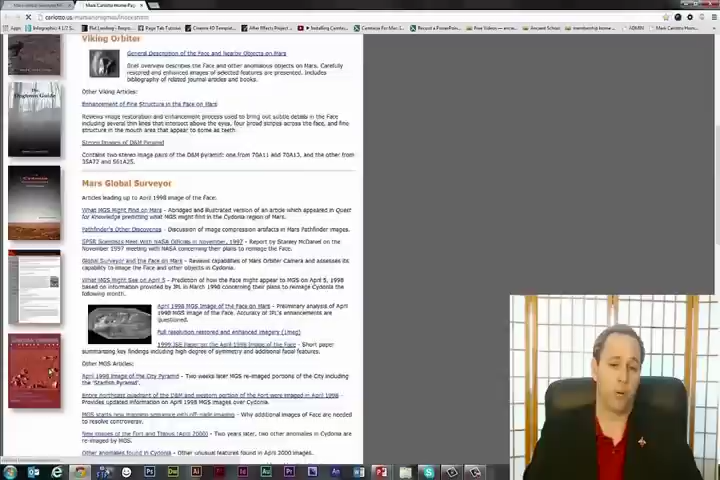 Mark Carlotto Home Pag
carlotto.us
Apps
Page Tab Tutorial
membership home
ADMIN
Viking Orbiter
General Description of the Face and Nearby Objects on Mars
Brief overview describes the Face and other anomalous objects on Mars. Carefully
restored and enhanced images of selected features are presented. Includes
bibliography of related journal articles and books.
Other Viking Articles:
Enhancement of Fine Structure in the Face on Mars
Reviews image restoration and enhancement process used to bring out subtle details in the Face
including several thin lines that intersect above the eyes, four broad stripes across the face, and fine
structure in the mouth area that appear to some as teeth.
Stereo Images of D&M Pyramid
Contains two stereo image pairs of the D&M pyramid: one from 70A11 and 70A13, and the other from
35A72 and 561A25.
Mars Global Surveyor
Articles leading up to April 1998 image of the Face:
What MGS Might Find on Mars - Abridged and illustrated version of an article which appeared in Quest
for Knowledge predicting what MGS might find in the Cydonia region of Mars.
Pathfinder's Other Discoveries - Discussion of image compression artifacts in Mars Pathfinder images.
SPSR Scientists Meet With NASA Officials in November, 1997 - Report by Stanley McDaniel on the
November 1997 meeting with NASA concerning their plans to reimage the Face.
Global Surveyor and the Face on Mars - Reviews capabilities of Mars Orbiter Camera and assesses its
capability to image the Face and other objects in Cydonia.
What MGS Might See on April 5 - Prediction of how the Face might appear to MGS on April 5, 1998
based on information provided by JPL in March 1998 concerning their plans to reimage Cydonia the
following month.
April 1998 MGS Image of the Face on Mars - Preliminary analysis of April
1998 MGS image of the Face. Accuracy of JPL's enhancements are
questioned.
Full resolution restored and enhanced imagery (1meg)
1999 JSE Paper on the April 1998 Image of the Face - Short paper
summarizing key findings including high degree of symmetry and additional facial features.
Other MGS Articles:
April 1998 Image of the City Pyramid - Two weeks later MGS re-imaged portions of the City including
the 'Starfish Pyramid'.
Entire northeast quadrant of the D&M and western portion of the Fort were imaged in April 1998 -
Provides updated information on April 1998 MGS images over Cydonia.
MGS starts new mapping sequence with off-nadir imaging - Why additional images of Face are needed
to resolve controversy.
New Images of the Fort and Tholus (April 2000) - Two years later, two other anomalies in Cydonia are
re-imaged by MGS.
Other anomalies found in Cydonia - Other unusual features found in April 2000 images.